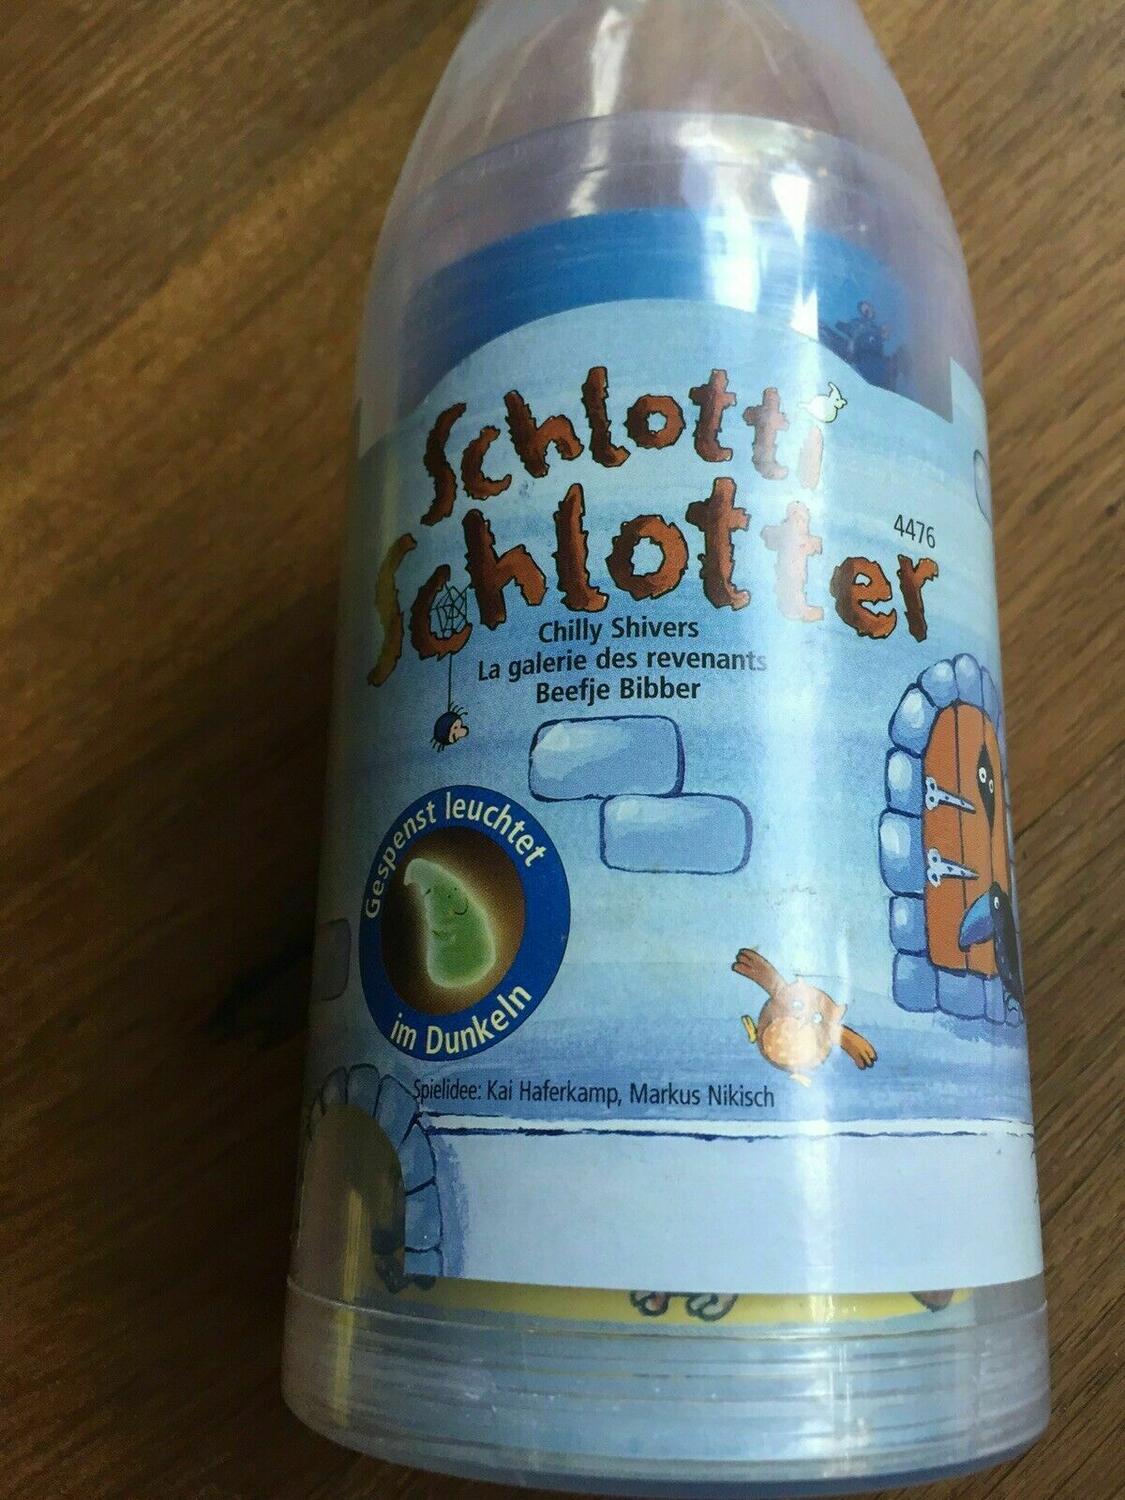 Schlotti
Schlotter
4476
Chilly Shivers
La galerie des revenants
Beefje Bibber
Gespenst leuchtet
im Dunkeln
Spielidee: Kai Haferkamp, Markus Nikisch